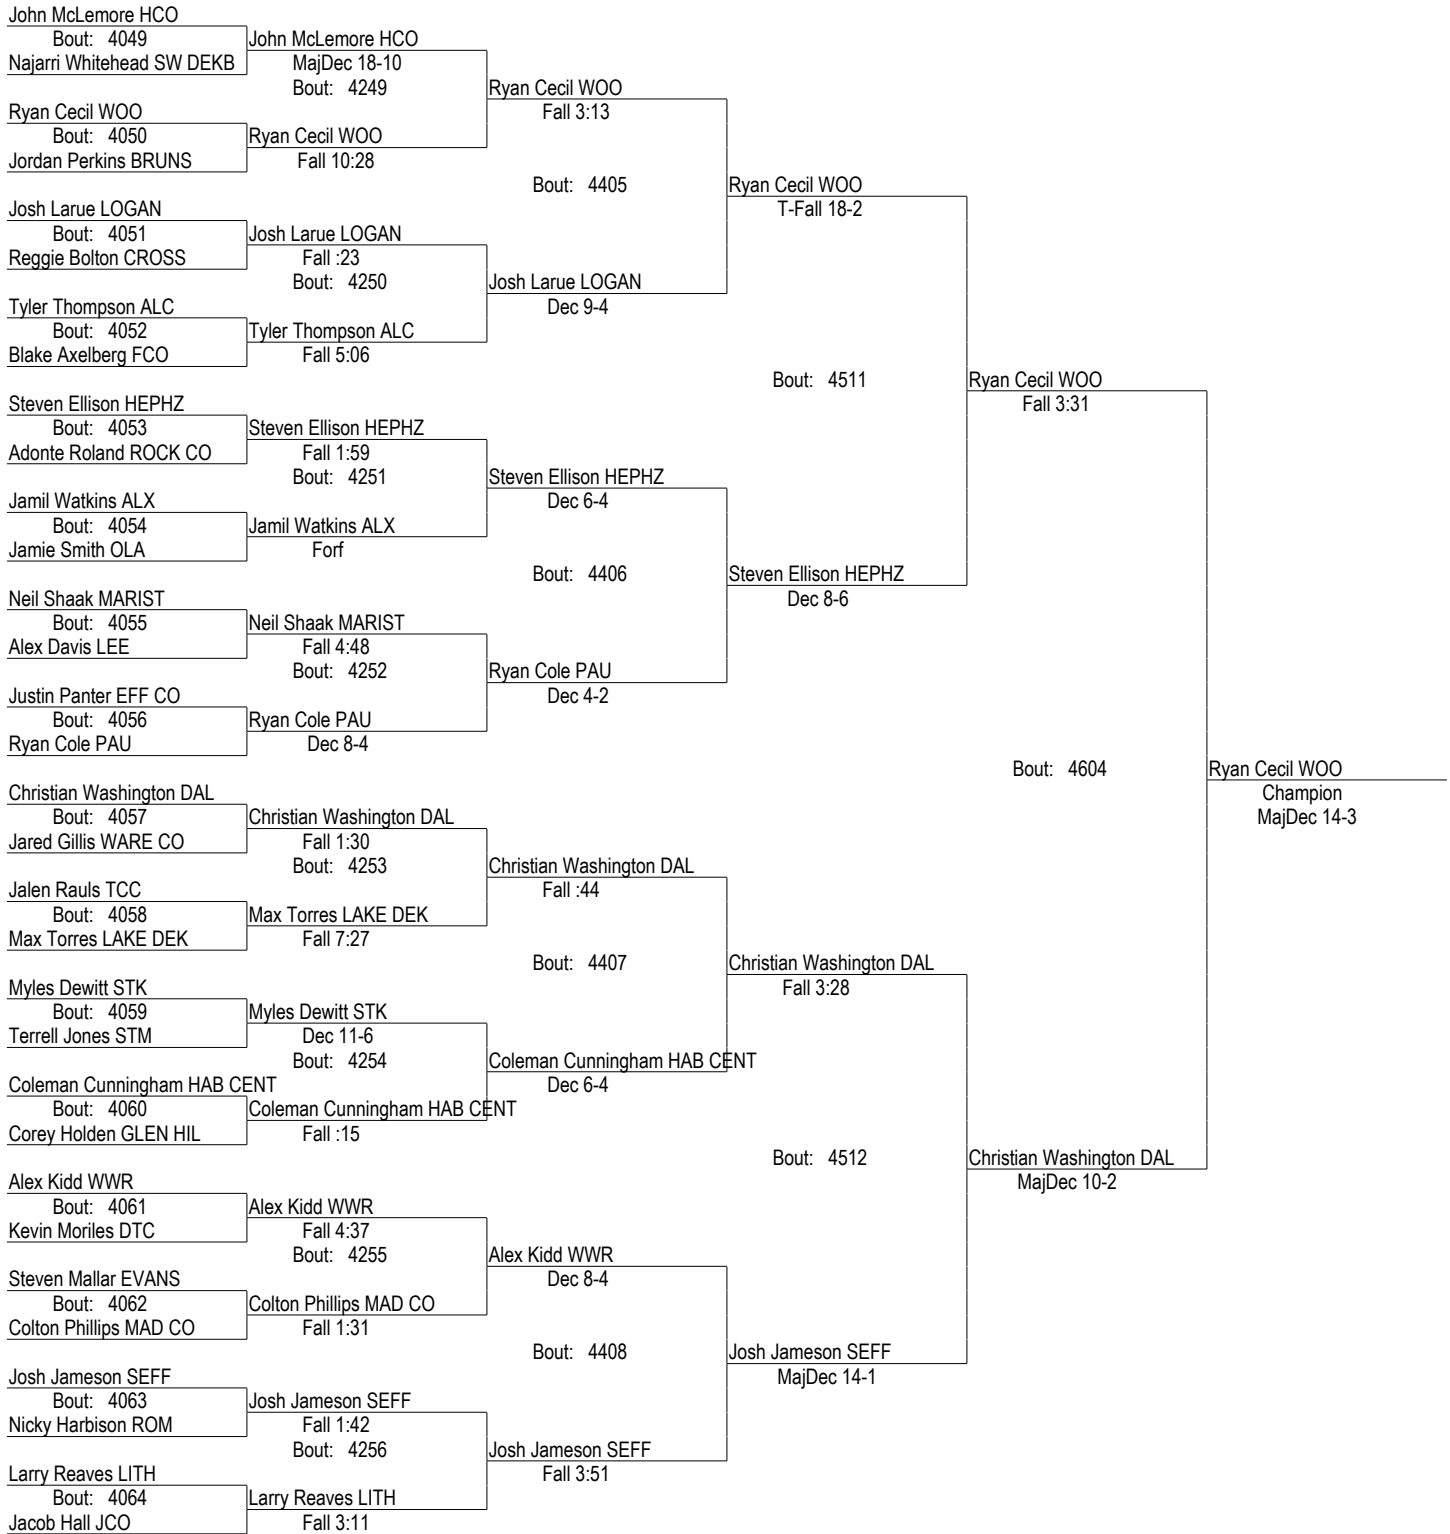 John McLemore HCO
Bout: 4049
John McLemore HCO
Najarri Whitehead SW DEKB
MajDec 18-10
Bout: 4249
Ryan Cecil WOO
Ryan Cecil WOO
Fall 3:13
Bout: 4050
Ryan Cecil WOO
Jordan Perkins BRUNS
Fall 10:28
Bout: 4405
Ryan Cecil WOO
Josh Larue LOGAN
T-Fall 18-2
Bout: 4051
Josh Larue LOGAN
Reggie Bolton CROSS
Fall :23
Bout: 4250
Josh Larue LOGAN
Tyler Thompson ALC
Dec 9-4
Bout: 4052
Tyler Thompson ALC
Blake Axelberg FCO
Fall 5:06
Bout: 4511
Ryan Cecil WOO
Steven Ellison HEPHZ
Fall 3:31
Bout: 4053
Steven Ellison HEPHZ
Adonte Roland ROCK CO
Fall 1:59
Bout: 4251
Steven Ellison HEPHZ
Jamil Watkins ALX
Dec 6-4
Bout: 4054
Jamil Watkins ALX
Jamie Smith OLA
Forf
Bout: 4406
Steven Ellison HEPHZ
Neil Shaak MARIST
Dec 8-6
Bout: 4055
Neil Shaak MARIST
Alex Davis LEE
Fall 4:48
Bout: 4252
Ryan Cole PAU
Justin Panter EFF CO
Dec 4-2
Bout: 4056
Ryan Cole PAU
Ryan Cole PAU
Dec 8-4
Bout: 4604
Ryan Cecil WOO
Christian Washington DAL
Champion
Bout: 4057
Christian Washington DAL
MajDec 14-3
Jared Gillis WARE CO
Fall 1:30
Bout: 4253
Christian Washington DAL
Jalen Rauls TCC
Fall :44
Bout: 4058
Max Torres LAKE DEK
Max Torres LAKE DEK
Fall 7:27
Bout: 4407
Christian Washington DAL
Myles Dewitt STK
Fall 3:28
Bout: 4059
Myles Dewitt STK
Terrell Jones STM
Dec 11-6
Bout: 4254
Coleman Cunningham HAB CENT
Coleman Cunningham HAB CENT
Dec 6-4
Bout: 4060
Coleman Cunningham HAB CENT
Corey Holden GLEN HIL
Fall :15
Bout: 4512
Christian Washington DAL
Alex Kidd WWR
MajDec 10-2
Bout: 4061
Alex Kidd WWR
Kevin Moriles DTC
Fall 4:37
Bout: 4255
Alex Kidd WWR
Steven Mallar EVANS
Dec 8-4
Bout: 4062
Colton Phillips MAD CO
Colton Phillips MAD CO
Fall 1:31
Bout: 4408
Josh Jameson SEFF
Josh Jameson SEFF
MajDec 14-1
Bout: 4063
Josh Jameson SEFF
Nicky Harbison ROM
Fall 1:42
Bout: 4256
Josh Jameson SEFF
Larry Reaves LITH
Fall 3:51
Bout: 4064
Larry Reaves LITH
Jacob Hall JCO
Fall 3:11